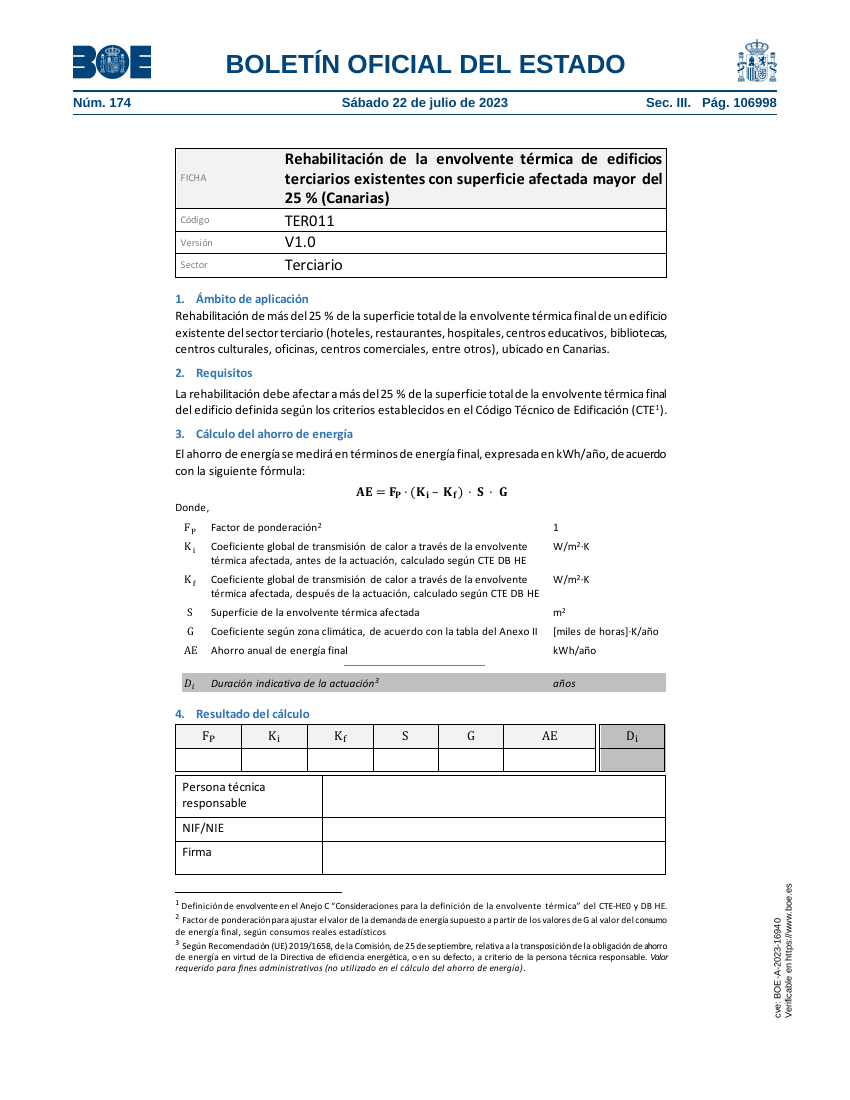 BOE
BOLETÍN OFICIAL DEL ESTADO
Núm. 174
Sábado 22 de julio de 2023
Sec. III. Pág. 106998
FICHA
Rehabilitación de la envolvente térmica de edificios
terciarios existentes con superficie afectada mayor del
25 % (Canarias)
Código
TER011
Versión
V1.0
Sector
Terciario
1. Ámbito de aplicación
Rehabilitación de más del 25 % de la superficie total de la envolvente térmica final de un edificio
existente del sector terciario (hoteles, restaurantes, hospitales, centros educativos, bibliotecas,
centros culturales, oficinas, centros comerciales, entre otros), ubicado en Canarias.
2. Requisitos
La rehabilitación debe afectar a más del 25 % de la superficie total de la envolvente térmica final
del edificio definida según los criterios establecidos en el Código Técnico de Edificación (CTE¹).
3. Cálculo del ahorro de energía
El ahorro de energía se medirá en términos de energía final, expresada en kWh/año, de acuerdo
con la siguiente fórmula:
AE = F_P · (K_i – K_f) · S · G
Donde,
F_P Factor de ponderación² 1
K_i Coeficiente global de transmisión de calor a través de la envolvente W/m²·K
térmica afectada, antes de la actuación, calculado según CTE DB HE
K_f Coeficiente global de transmisión de calor a través de la envolvente W/m²·K
térmica afectada, después de la actuación, calculado según CTE DB HE
S Superficie de la envolvente térmica afectada m²
G Coeficiente según zona climática, de acuerdo con la tabla del Anexo II [miles de horas]·K/año
AE Ahorro anual de energía final kWh/año
D_i Duración indicativa de la actuación³ años
4. Resultado del cálculo
F_P K_i K_f S G AE D_i
Persona técnica
responsable
NIF/NIE
Firma
¹ Definición de envolvente en el Anejo C “Consideraciones para la definición de la envolvente térmica” del CTE-HE0 y DB HE.
² Factor de ponderación para ajustar el valor de la demanda de energía supuesto a partir de los valores de G al valor del consumo
de energía final, según consumos reales estadísticos
³ Según Recomendación (UE) 2019/1658, de la Comisión, de 25 de septiembre, relativa a la transposición de la obligación de ahorro
de energía en virtud de la Directiva de eficiencia energética, o en su defecto, a criterio de la persona técnica responsable. Valor
requerido para fines administrativos (no utilizado en el cálculo del ahorro de energía).
cve: BOE-A-2023-16940
Verificable en https://www.boe.es